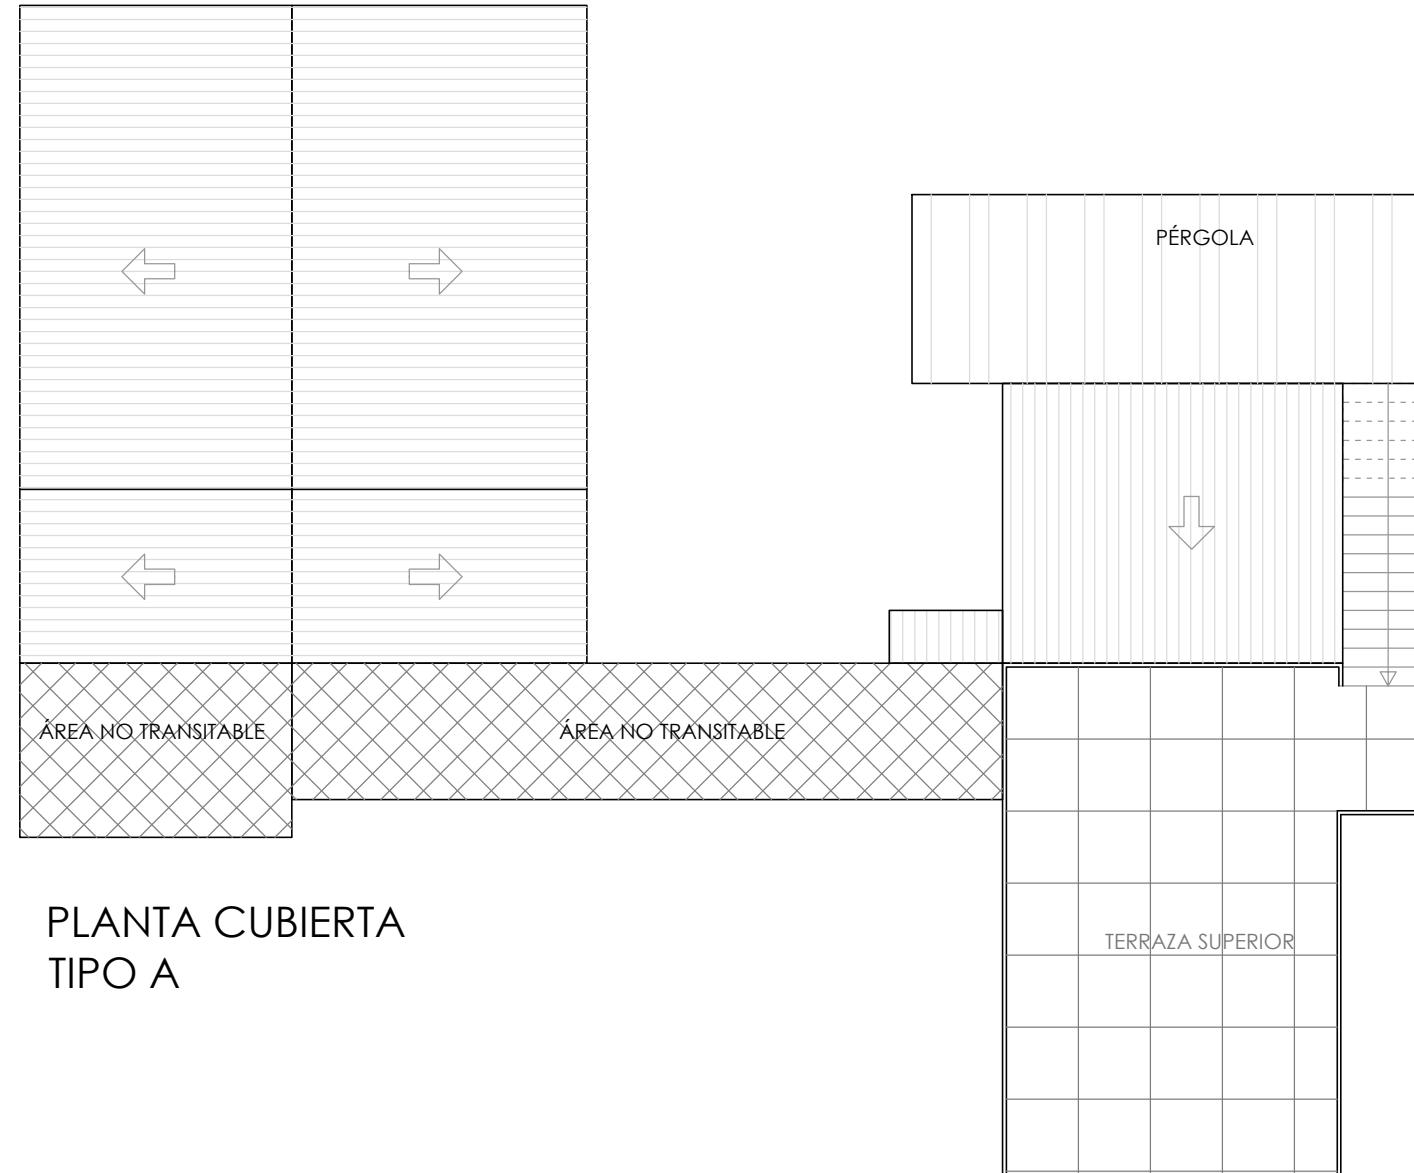 PÉRGOLA
ÁREA NO TRANSITABLE
ÁREA NO TRANSITABLE
PLANTA CUBIERTA
TIPO A
TERRAZA SUPERIOR